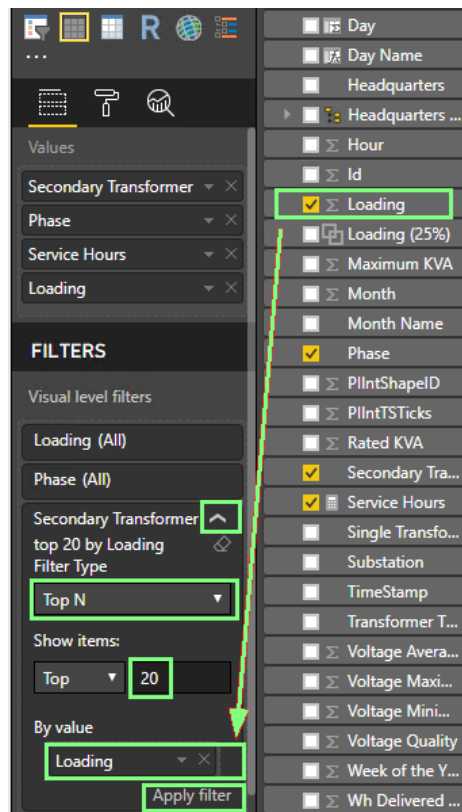 R
...
Values
Secondary Transformer
Phase
Service Hours
Loading
FILTERS
Visual level filters
Loading (All)
Phase (All)
Secondary Transformer
top 20 by Loading
Filter Type
Top N
Show items:
Top 20
By value
Loading
Apply filter
Day
Day Name
Headquarters
Headquarters ...
Σ Hour
Σ Id
Σ Loading
Loading (25%)
Σ Maximum KVA
Σ Month
Month Name
Phase
Σ PIIntShapeID
Σ PIIntTSTicks
Σ Rated KVA
Secondary Tra...
Service Hours
Single Transfo...
Substation
TimeStamp
Transformer T...
Σ Voltage Avera...
Σ Voltage Maxi...
Σ Voltage Mini...
Σ Voltage Quality
Σ Week of the Y...
Σ Wh Delivered ...